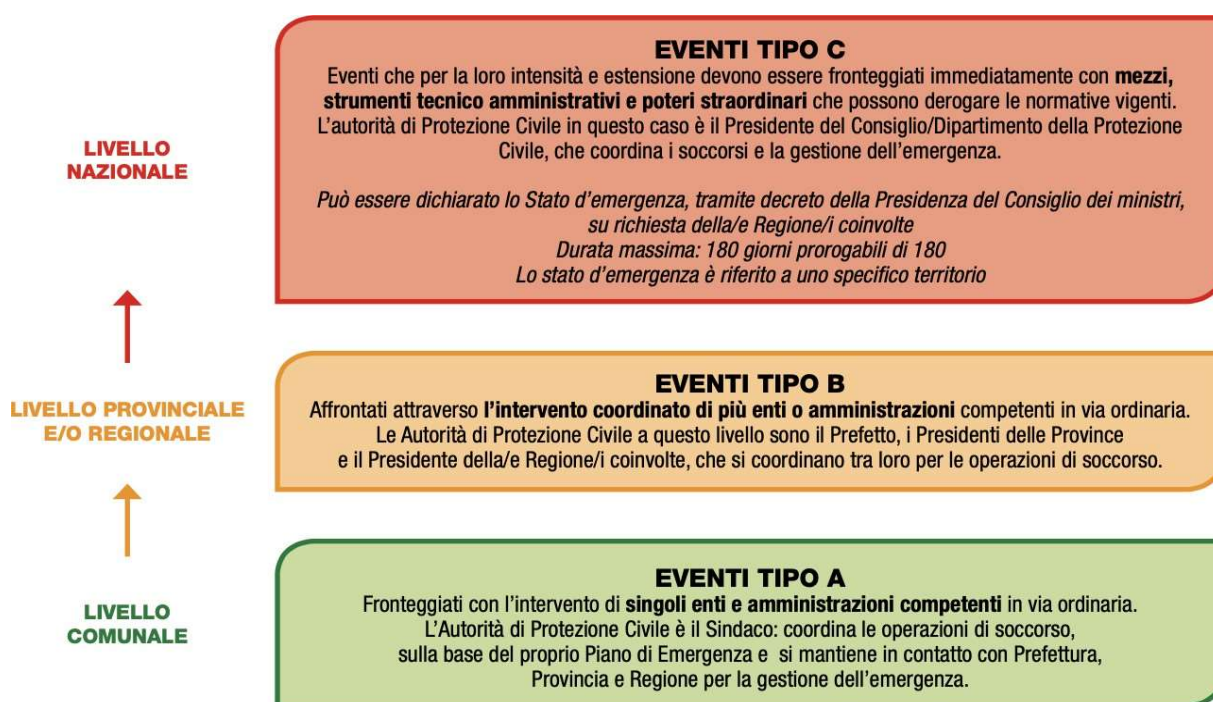 LIVELLO
NAZIONALE
EVENTI TIPO C
Eventi che per la loro intensità e estensione devono essere fronteggiati immediatamente con mezzi,
strumenti tecnico amministrativi e poteri straordinari che possono derogare le normative vigenti.
L'autorità di Protezione Civile in questo caso è il Presidente del Consiglio/Dipartimento della Protezione
Civile, che coordina i soccorsi e la gestione dell'emergenza.
Può essere dichiarato lo Stato d'emergenza, tramite decreto della Presidenza del Consiglio dei ministri,
su richiesta della/e Regione/i coinvolte
Durata massima: 180 giorni prorogabili di 180
Lo stato d'emergenza è riferito a uno specifico territorio
LIVELLO PROVINCIALE
E/O REGIONALE
EVENTI TIPO B
Affrontati attraverso l'intervento coordinato di più enti o amministrazioni competenti in via ordinaria.
Le Autorità di Protezione Civile a questo livello sono il Prefetto, i Presidenti delle Province
e il Presidente della/e Regione/i coinvolte, che si coordinano tra loro per le operazioni di soccorso.
LIVELLO
COMUNALE
EVENTI TIPO A
Fronteggiati con l'intervento di singoli enti e amministrazioni competenti in via ordinaria.
L'Autorità di Protezione Civile è il Sindaco: coordina le operazioni di soccorso,
sulla base del proprio Piano di Emergenza e si mantiene in contatto con Prefettura,
Provincia e Regione per la gestione dell'emergenza.